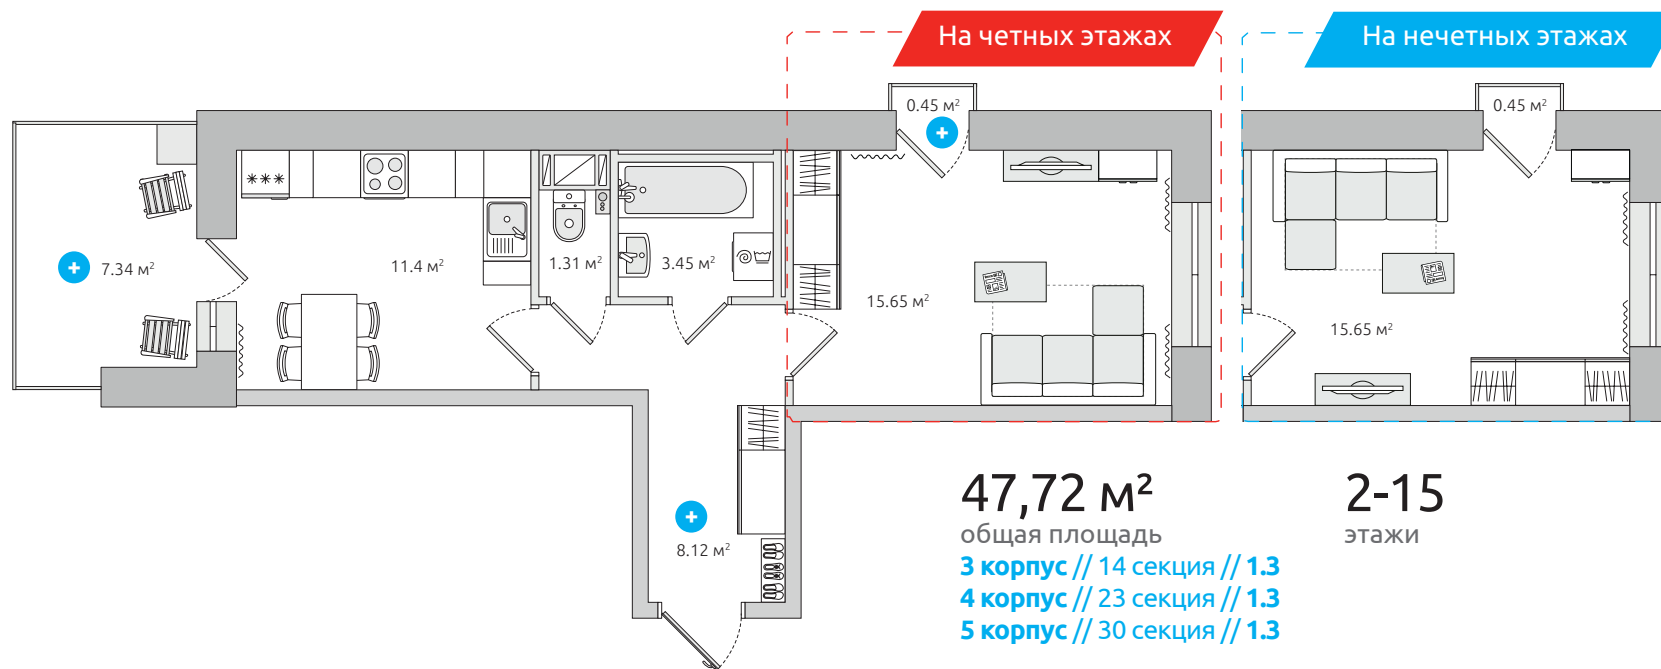 На четных этажах
На нечетных этажах
0.45 м²
0.45 м²
7.34 м²
11.4 м²
1.31 м²
3.45 м²
15.65 м²
15.65 м²
8.12 м²
47,72 м²
общая площадь
2-15
этажи
3 корпус // 14 секция // 1.3
4 корпус // 23 секция // 1.3
5 корпус // 30 секция // 1.3